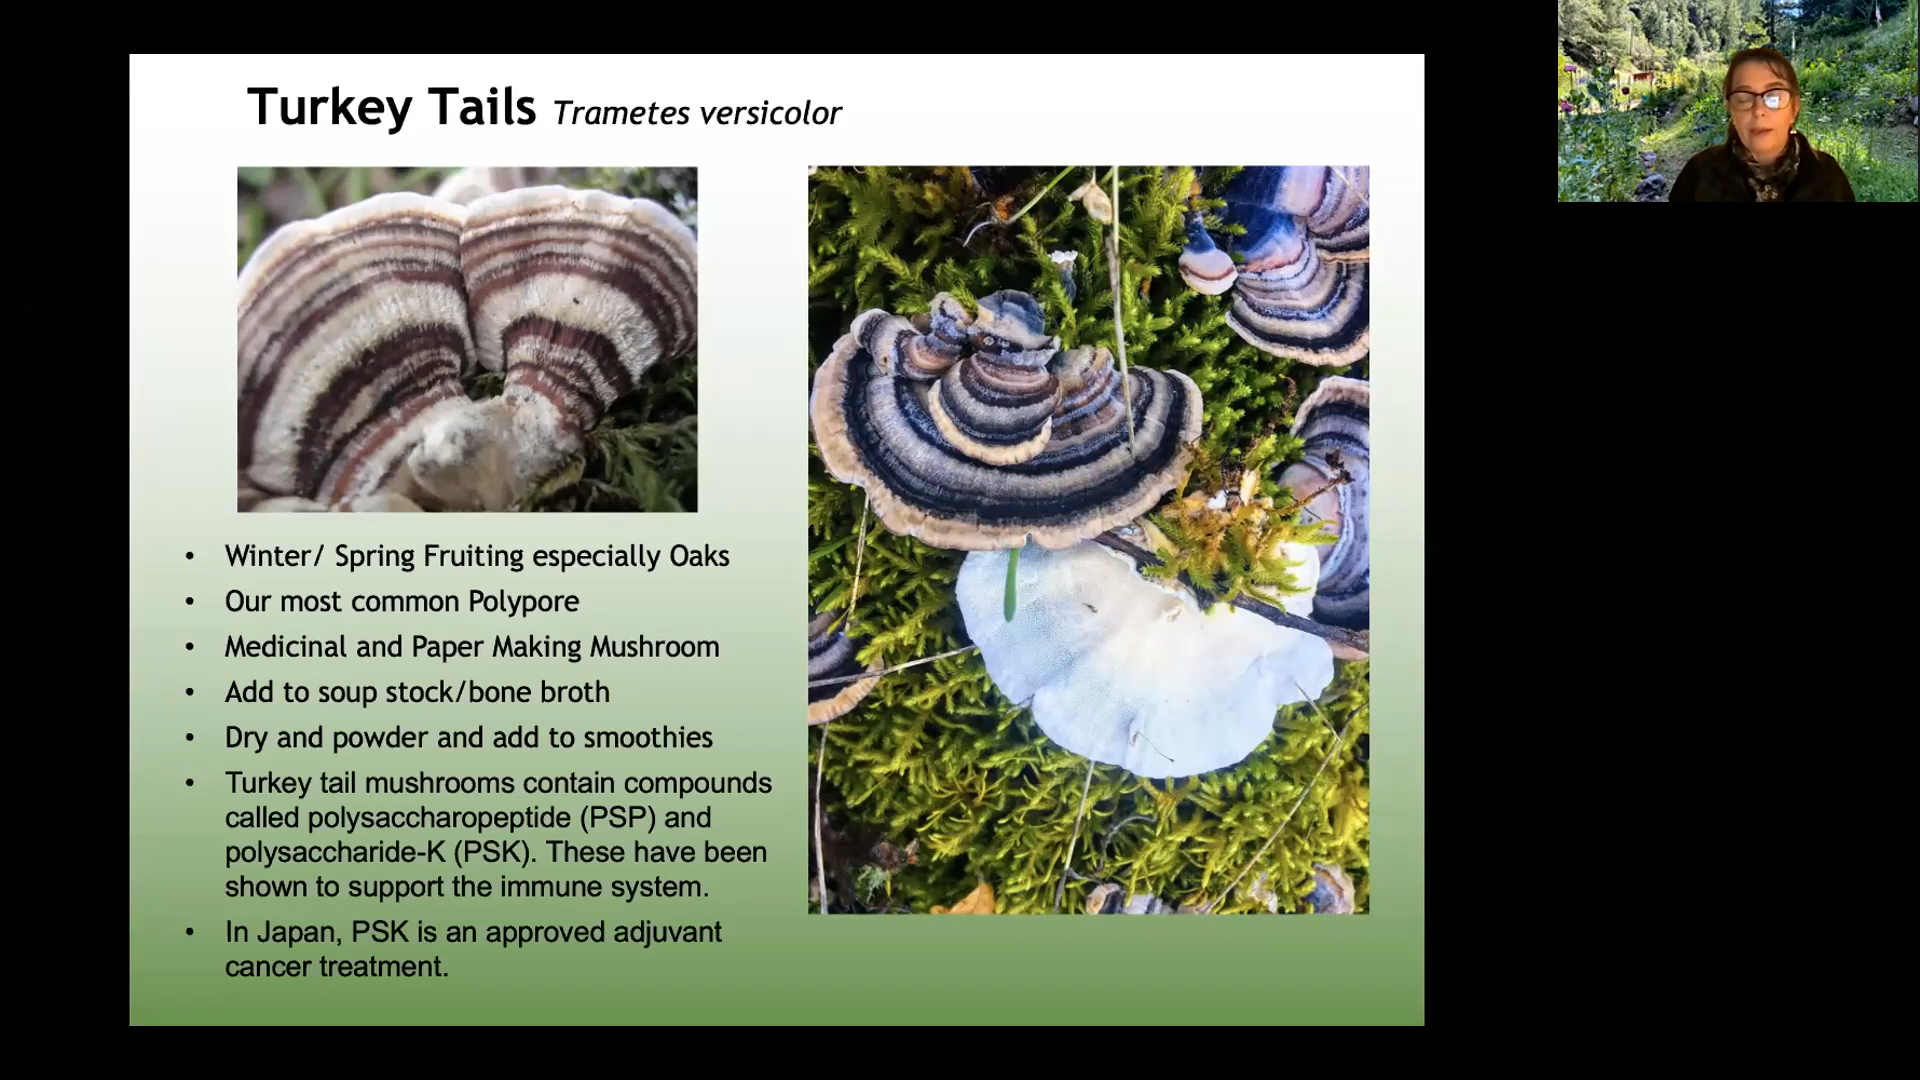 Turkey Tails Trametes versicolor
• Winter/ Spring Fruiting especially Oaks
• Our most common Polypore
• Medicinal and Paper Making Mushroom
• Add to soup stock/bone broth
• Dry and powder and add to smoothies
• Turkey tail mushrooms contain compounds
called polysaccharopeptide (PSP) and
polysaccharide-K (PSK). These have been
shown to support the immune system.
• In Japan, PSK is an approved adjuvant
cancer treatment.